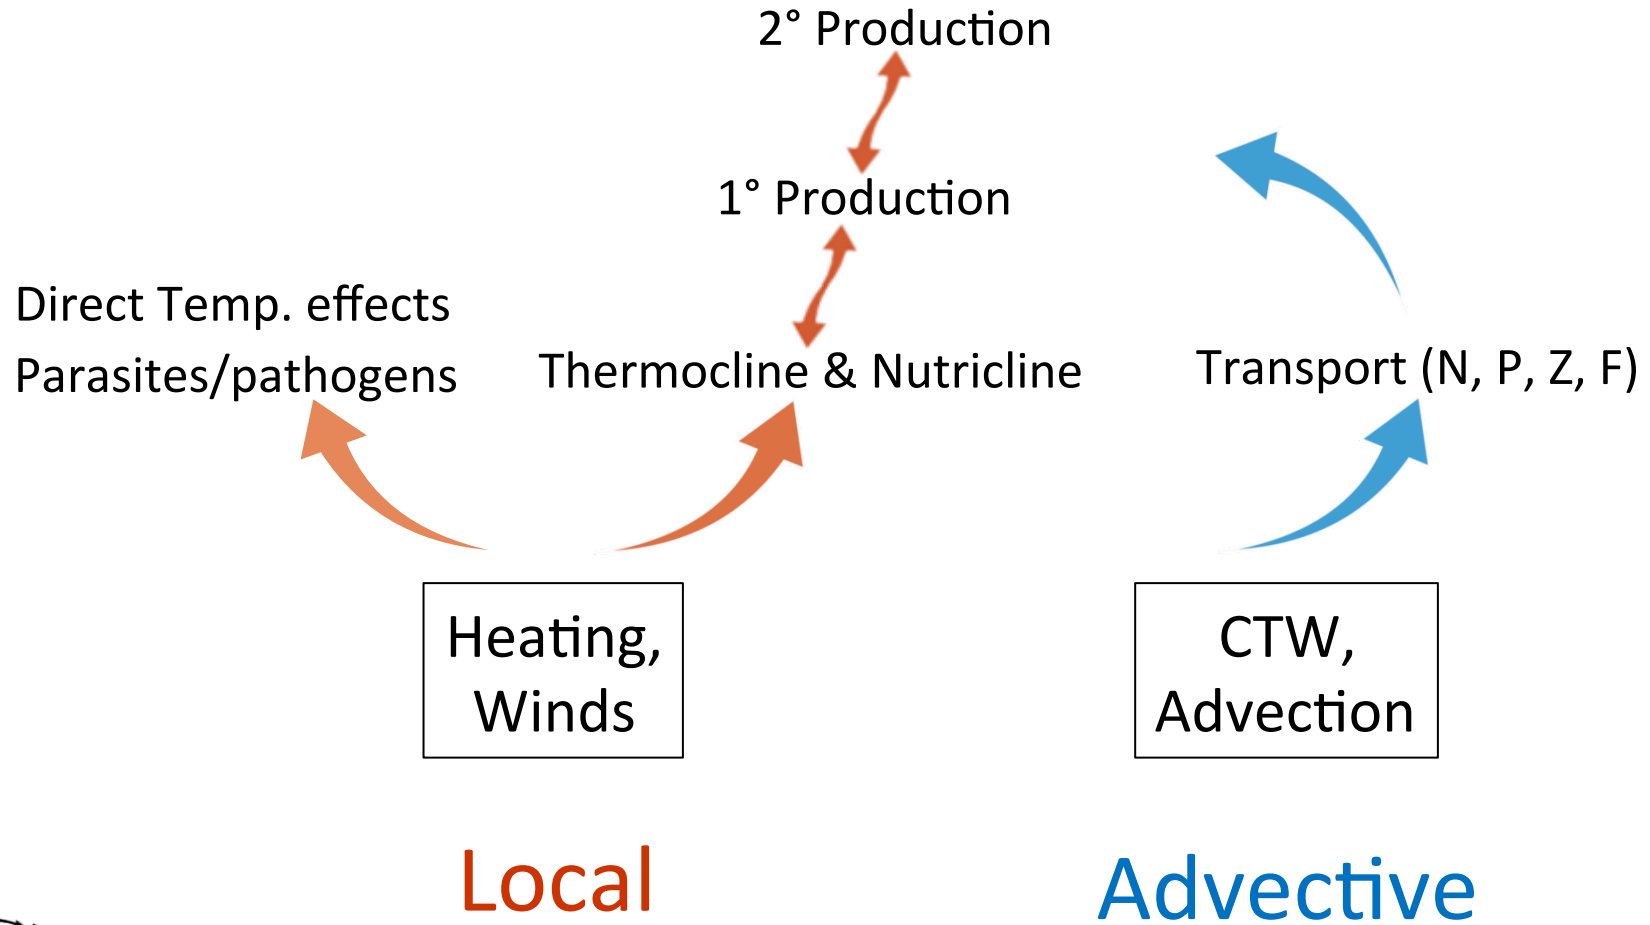 2° Production
1° Production
Direct Temp. effects
Parasites/pathogens
Thermocline & Nutricline
Transport (N, P, Z, F)
Heating,
Winds
CTW,
Advection
Local
Advective